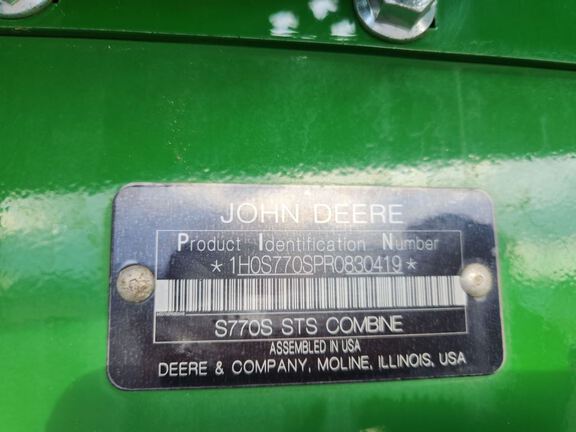 JOHN DEERE
Product Identification Number
*1H0S770SPR0830419*
S770S STS COMBINE
ASSEMBLED IN USA
DEERE & COMPANY, MOLINE, ILLINOIS, USA